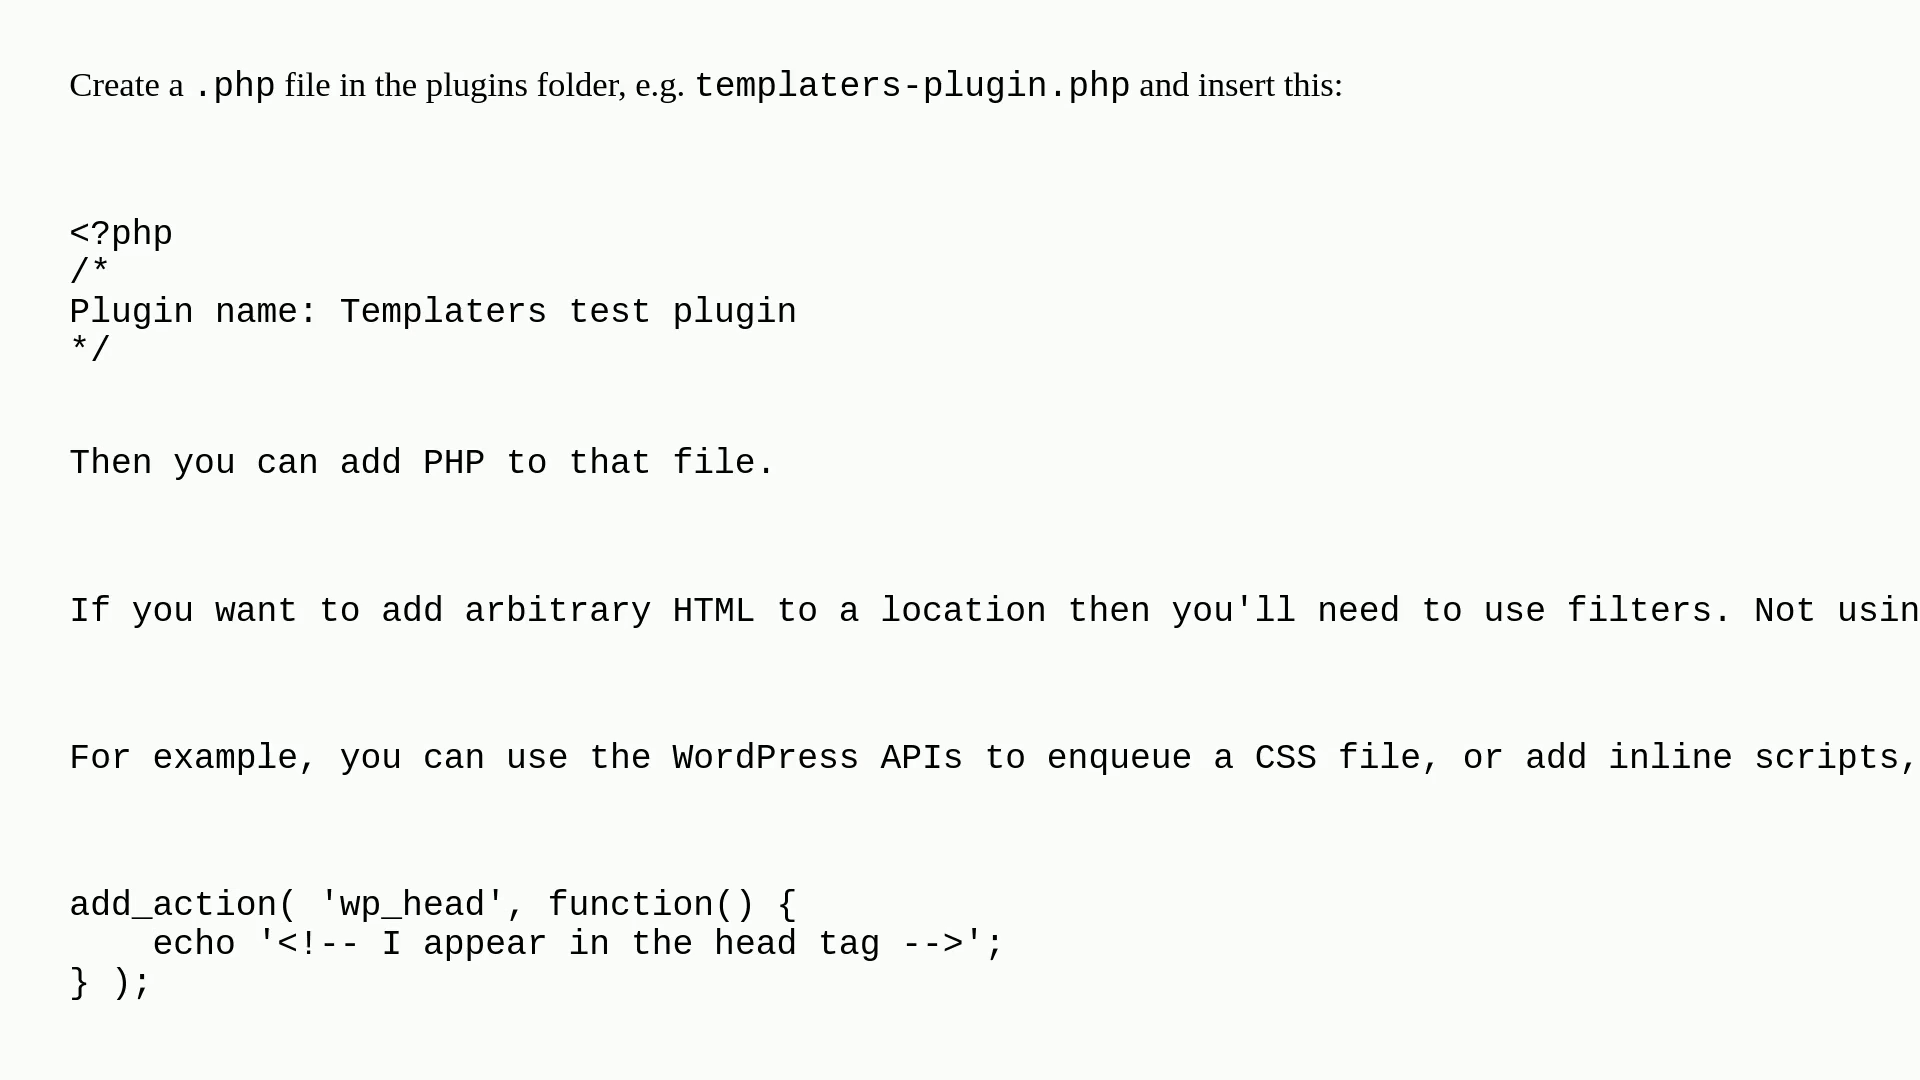 Create a .php file in the plugins folder, e.g. templaters-plugin.php and insert this:
<?php
/*
Plugin name: Templaters test plugin
*/
Then you can add PHP to that file.
If you want to add arbitrary HTML to a location then you'll need to use filters. Not usin
For example, you can use the WordPress APIs to enqueue a CSS file, or add inline scripts,
add_action( 'wp_head', function() {
    echo '<!-- I appear in the head tag -->';
} );